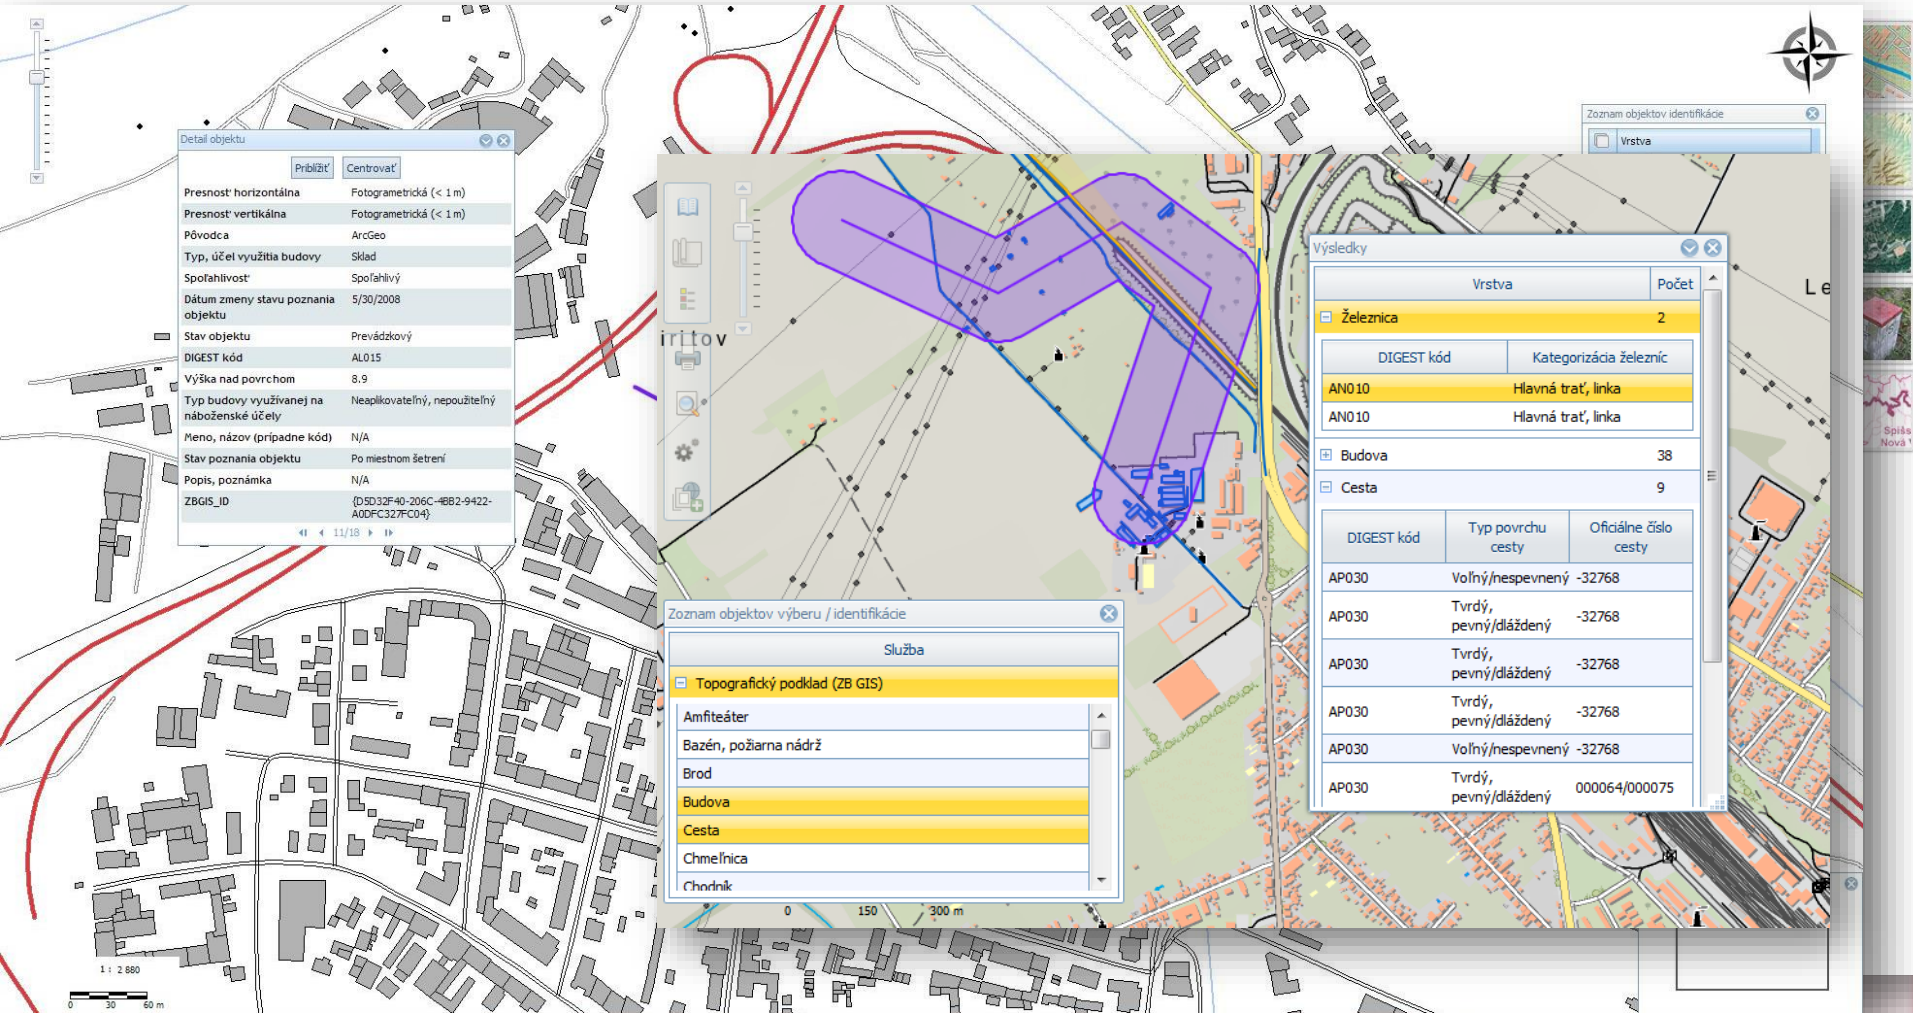 Detail objektu
Priblížiť Centrovať
Presnosť horizontálna Fotogrametrická (< 1 m)
Presnosť vertikálna Fotogrametrická (< 1 m)
Pôvodca ArcGeo
Typ, účel využitia budovy Sklad
Spoľahlivosť Spoľahlivý
Dátum zmeny stavu poznania 5/30/2008
objektu
Stav objektu Prevádzkový
DIGEST kód AL015
Výška nad povrchom 8.9
Typ budovy využívanej na Neaplikovateľný, nepoužiteľný
náboženské účely
Meno, názov (prípadne kód) N/A
Stav poznania objektu Po miestnom šetrení
Popis, poznámka N/A
ZBGIS_ID {D5D32F40-206C-4BB2-9422-
A0DFC327FC04}
11/18
1 : 2 880
0 30 60 m
Zoznam objektov identifikácie
Vrstva
iritov
Le
Zoznam objektov výberu / identifikácie
Služba
Topografický podklad (ZB GIS)
Amfiteáter
Bazén, požiarna nádrž
Brod
Budova
Cesta
Chmeľnica
Chodník
0 150 300 m
Výsledky
Vrstva Počet
Železnica 2
DIGEST kód Kategorizácia železníc
AN010 Hlavná trať, linka
AN010 Hlavná trať, linka
Budova 38
Cesta 9
DIGEST kód Typ povrchu cesty Oficiálne číslo cesty
AP030 Voľný/nespevnený -32768
AP030 Tvrdý, pevný/dláždený -32768
AP030 Tvrdý, pevný/dláždený -32768
AP030 Tvrdý, pevný/dláždený -32768
AP030 Voľný/nespevnený -32768
AP030 Tvrdý, pevný/dláždený 000064/000075
Spišs
Nová